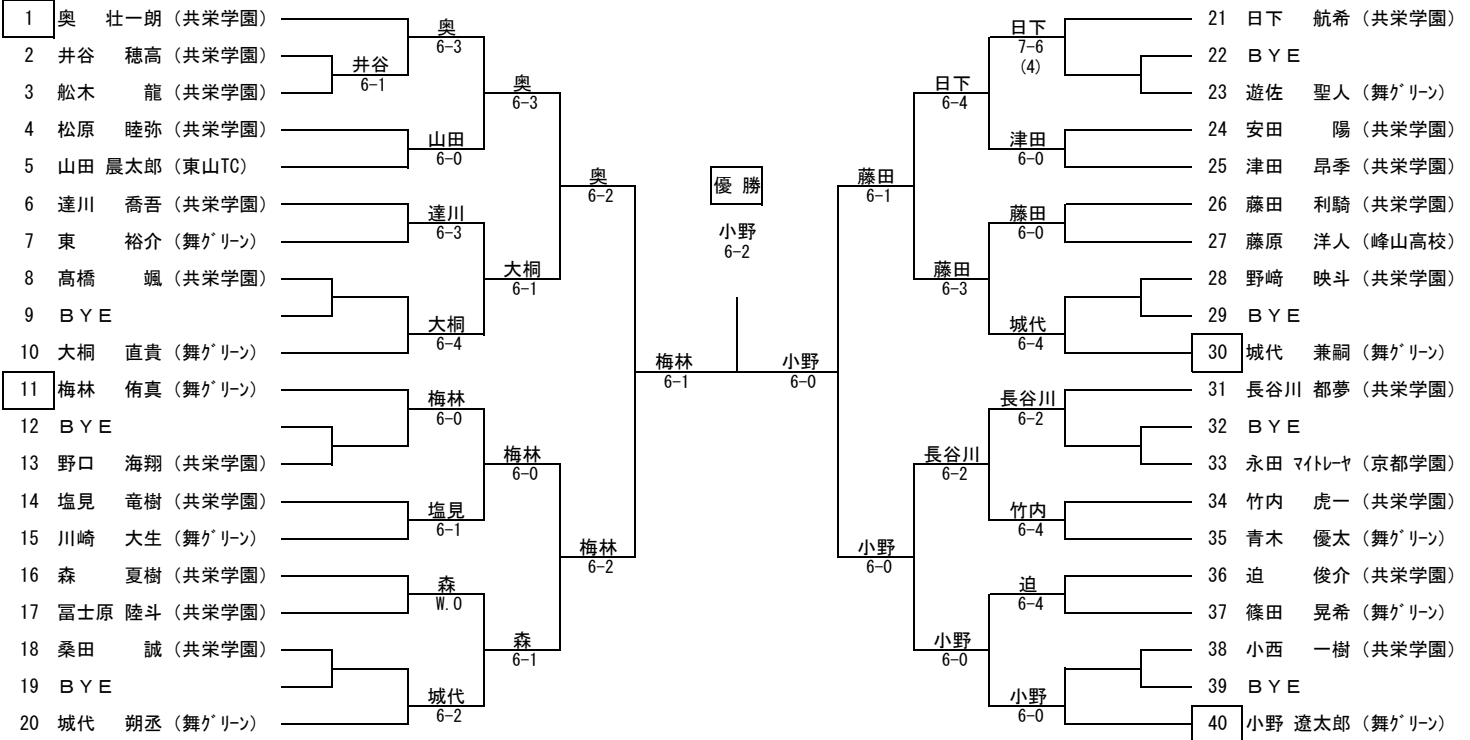 1 奥 壮一朗 (共栄学園)
2 井谷 穂高 (共栄学園)
3 舩木 龍 (共栄学園)
4 松原 睦弥 (共栄学園)
5 山田 晨太郎 (東山TC)
6 達川 喬吾 (共栄学園)
7 東 裕介 (舞グリーン)
8 髙橋 颯 (共栄学園)
9 BYE
10 大桐 直貴 (舞グリーン)
11 梅林 侑真 (舞グリーン)
12 BYE
13 野口 海翔 (共栄学園)
14 塩見 竜樹 (共栄学園)
15 川崎 大生 (舞グリーン)
16 森 夏樹 (共栄学園)
17 冨士原 陸斗 (共栄学園)
18 桑田 誠 (共栄学園)
19 BYE
20 城代 朔丞 (舞グリーン)
井谷
6-1
奥
6-3
山田
6-0
達川
6-3
大桐
6-4
梅林
6-0
塩見
6-1
森
W.O
城代
6-2
奥
6-3
大桐
6-1
梅林
6-0
森
6-1
奥
6-2
梅林
6-2
梅林
6-1
優勝
小野
6-2
小野
6-0
藤田
6-1
小野
6-0
日下
6-4
藤田
6-3
長谷川
6-2
小野
6-0
日下
7-6
(4)
津田
6-0
藤田
6-0
城代
6-4
長谷川
6-2
竹内
6-4
迫
6-4
小野
6-0
21 日下 航希 (共栄学園)
22 BYE
23 遊佐 聖人 (舞グリーン)
24 安田 陽 (共栄学園)
25 津田 昂季 (共栄学園)
26 藤田 利騎 (共栄学園)
27 藤原 洋人 (峰山高校)
28 野﨑 映斗 (共栄学園)
29 BYE
30 城代 兼嗣 (舞グリーン)
31 長谷川 都夢 (共栄学園)
32 BYE
33 永田 マイトレーヤ (京都学園)
34 竹内 虎一 (共栄学園)
35 青木 優太 (舞グリーン)
36 迫 俊介 (共栄学園)
37 篠田 晃希 (舞グリーン)
38 小西 一樹 (共栄学園)
39 BYE
40 小野 遼太郎 (舞グリーン)